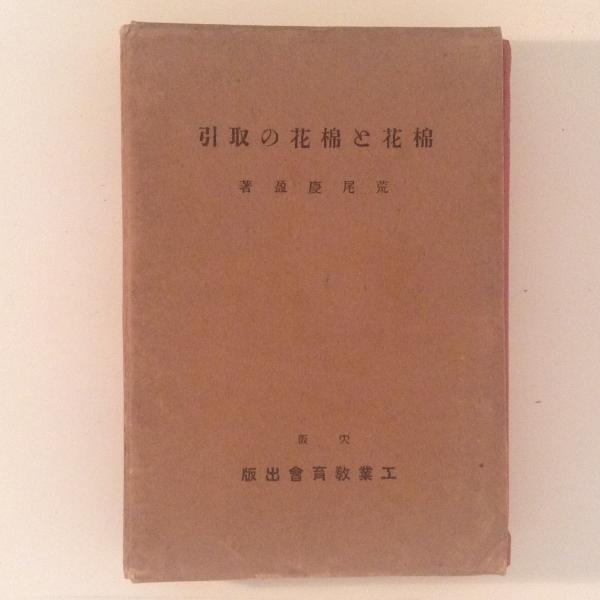 棉花と棉花の取引
荒尾慶盈著
大阪
工業教育會出版